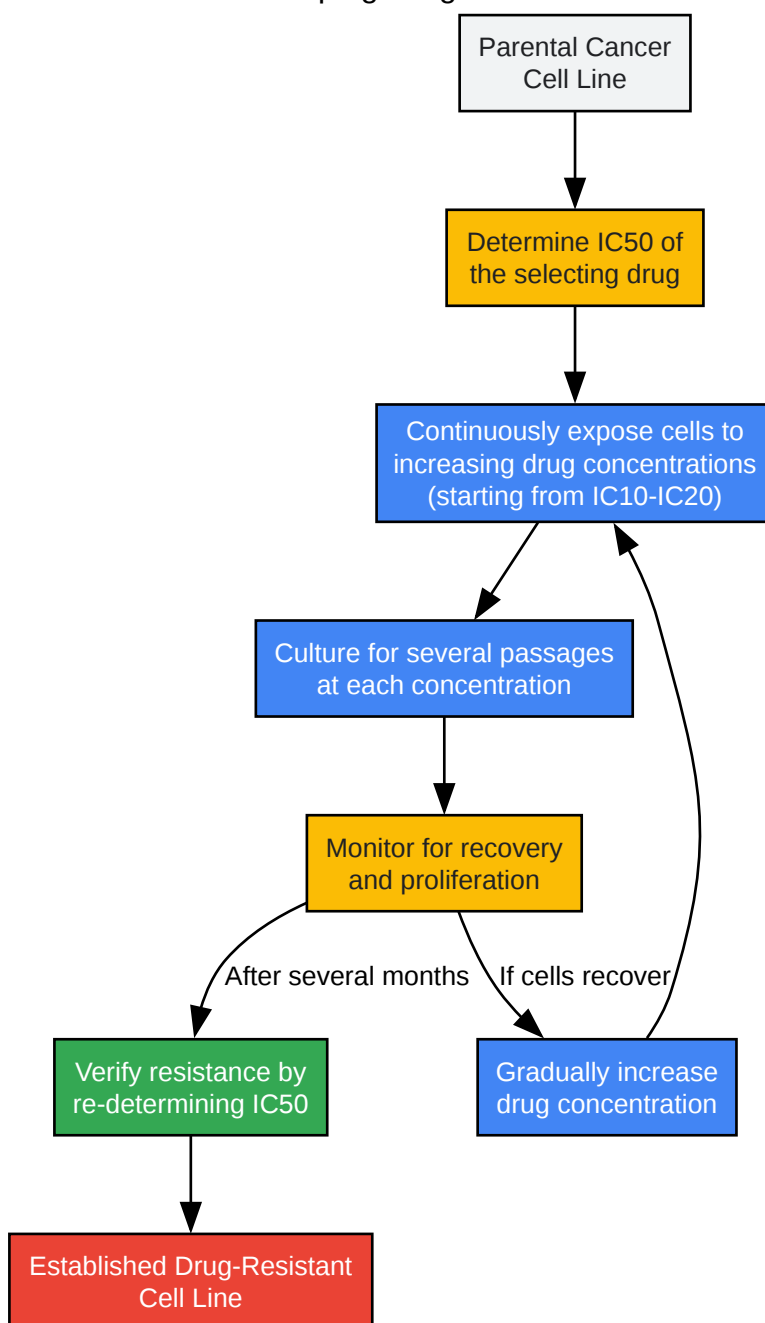 Parental Cancer
Cell Line
Determine IC50 of
the selecting drug
Continuously expose cells to
increasing drug concentrations
(starting from IC10-IC20)
Culture for several passages
at each concentration
Monitor for recovery
and proliferation
After several months
If cells recover
Verify resistance by
re-determining IC50
Gradually increase
drug concentration
Established Drug-Resistant
Cell Line